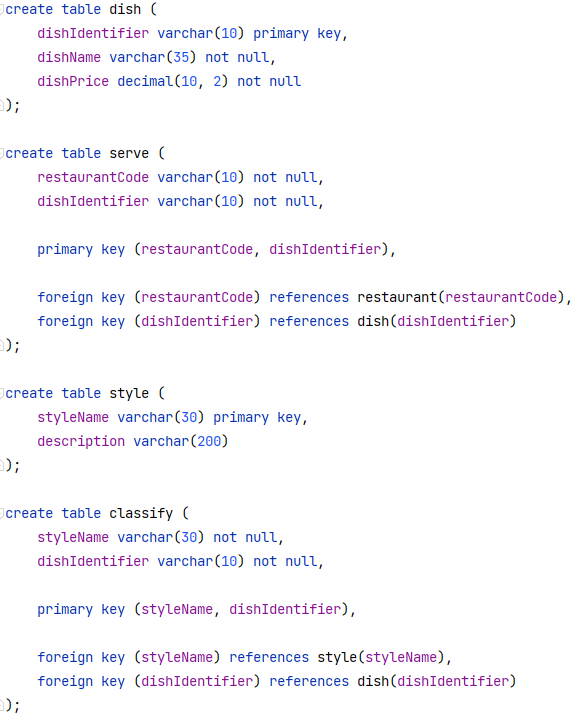 create table dish (
dishIdentifier varchar(10) primary key,
dishName varchar(35) not null,
dishPrice decimal(10, 2) not null
);
create table serve (
restaurantCode varchar(10) not null,
dishIdentifier varchar(10) not null,
primary key (restaurantCode, dishIdentifier),
foreign key (restaurantCode) references restaurant(restaurantCode),
foreign key (dishIdentifier) references dish(dishIdentifier)
);
create table style (
styleName varchar(30) primary key,
description varchar(200)
);
create table classify (
styleName varchar(30) not null,
dishIdentifier varchar(10) not null,
primary key (styleName, dishIdentifier),
foreign key (styleName) references style(styleName),
foreign key (dishIdentifier) references dish(dishIdentifier)
);